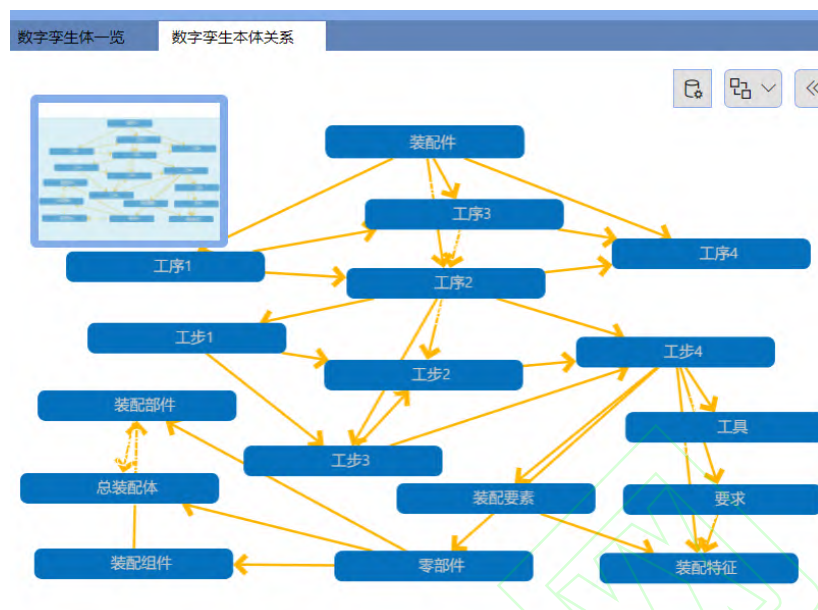 数字孪生体一览
数字孪生本体关系
装配件
工序3
工序4
工序1
工序2
工步1
工步4
工步2
装配部件
工具
工步3
总装配体
装配要素
要求
装配组件
零部件
装配特征